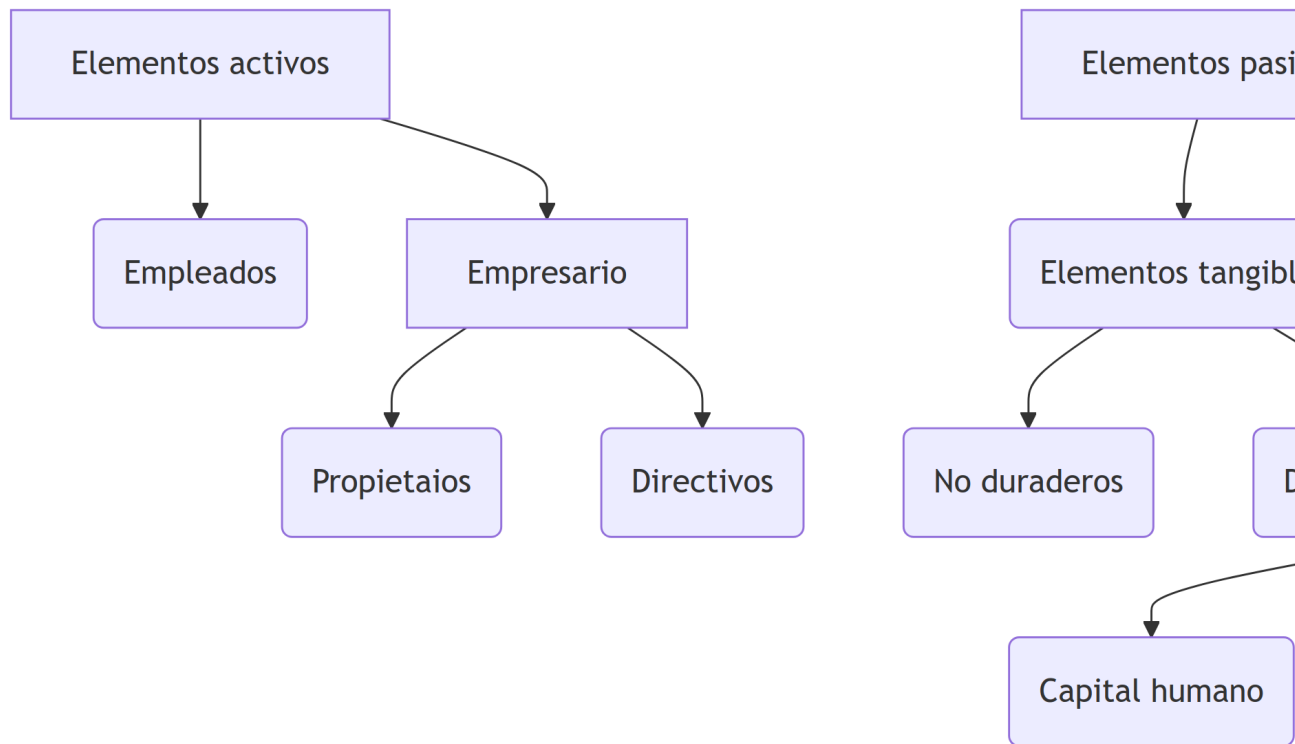 Elementos activos
Elementos pasi
Empleados
Empresario
Elementos tangibl
Propietaios
Directivos
No duraderos
D
Capital humano